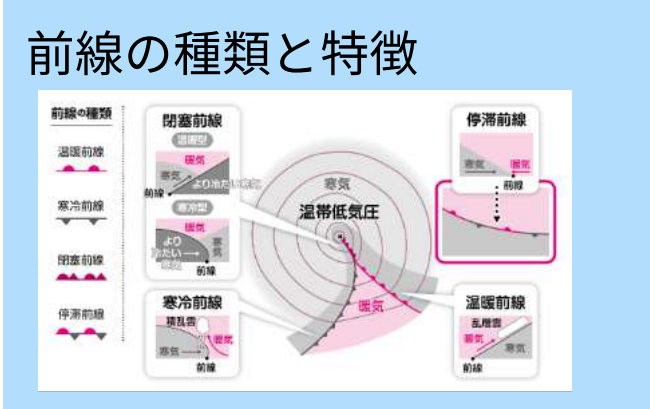 前線の種類と特徴
前線の種類
温暖前線
寒冷前線
閉塞前線
停滞前線
閉塞前線
温暖型
暖気
寒気
より冷たい寒気
前線
寒冷型
暖気
より
冷たい
寒気
寒気
前線
寒冷前線
積乱雲
暖気
寒気
前線
寒気
温帯低気圧
暖気
停滞前線
寒気
暖気
前線
温暖前線
乱層雲
暖気
寒気
前線